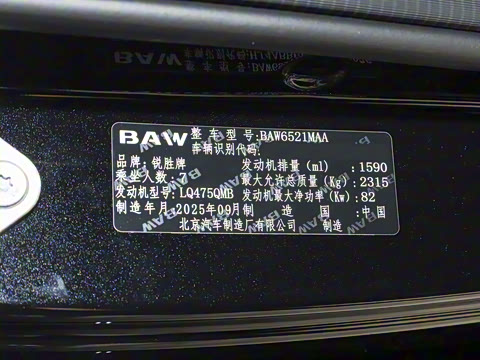 BAW 整车型号:BAW6521MAA
车辆识别代码:
品牌:锐胜牌 发动机排量(ml):1590
乘坐人数:7 最大允许总质量(Kg):2315
发动机型号:LQ475QMB 发动机最大净功率(Kw):82
制造年月:2025年09月 制造国:中国
北京汽车制造厂有限公司 制造